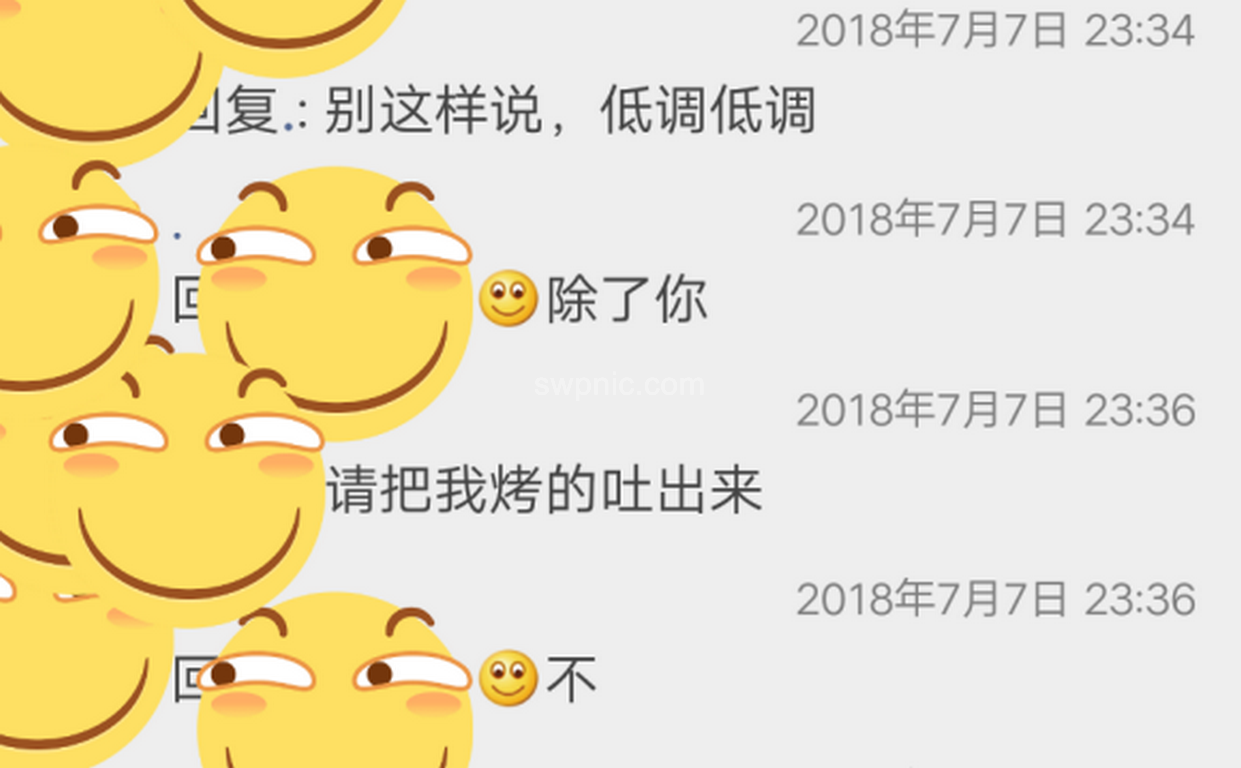 2018年7月7日 23:34
回复 .: 别这样说，低调低调
2018年7月7日 23:34
.
回
除了你
swpnic.com
2018年7月7日 23:36
请把我烤的吐出来
2018年7月7日 23:36
回
不